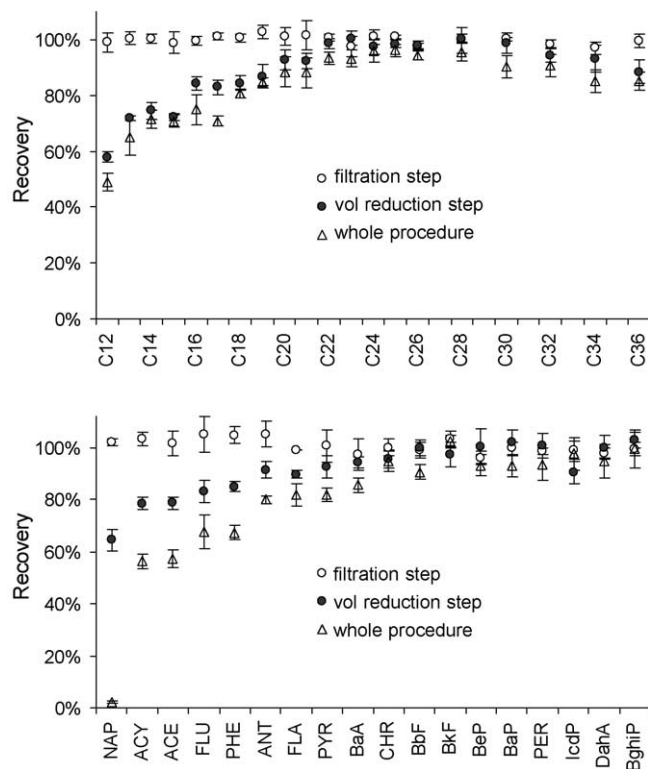 Recovery
100%
80%
60%
40%
20%
0%
filtration step
vol reduction step
whole procedure
C12
C14
C16
C18
C20
C22
C24
C26
C28
C30
C32
C34
C36
Recovery
100%
80%
60%
40%
20%
0%
filtration step
vol reduction step
whole procedure
NAP
ACY
ACE
FLU
PHE
ANT
FLA
PYR
BaA
CHR
BbF
BkF
BeP
BaP
PER
IcdP
DahA
BghiP